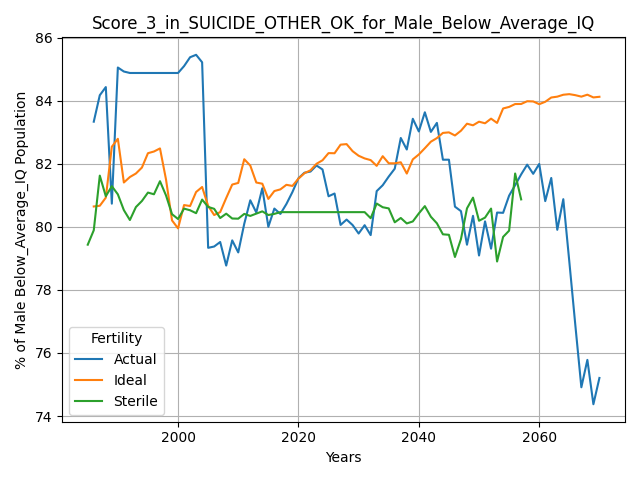 Score_3_in_SUICIDE_OTHER_OK_for_Male_Below_Average_IQ
% of Male Below_Average_IQ Population
86
84
82
80
78
76
74
Fertility
Actual
Ideal
Sterile
2000 2020 2040 2060
Years